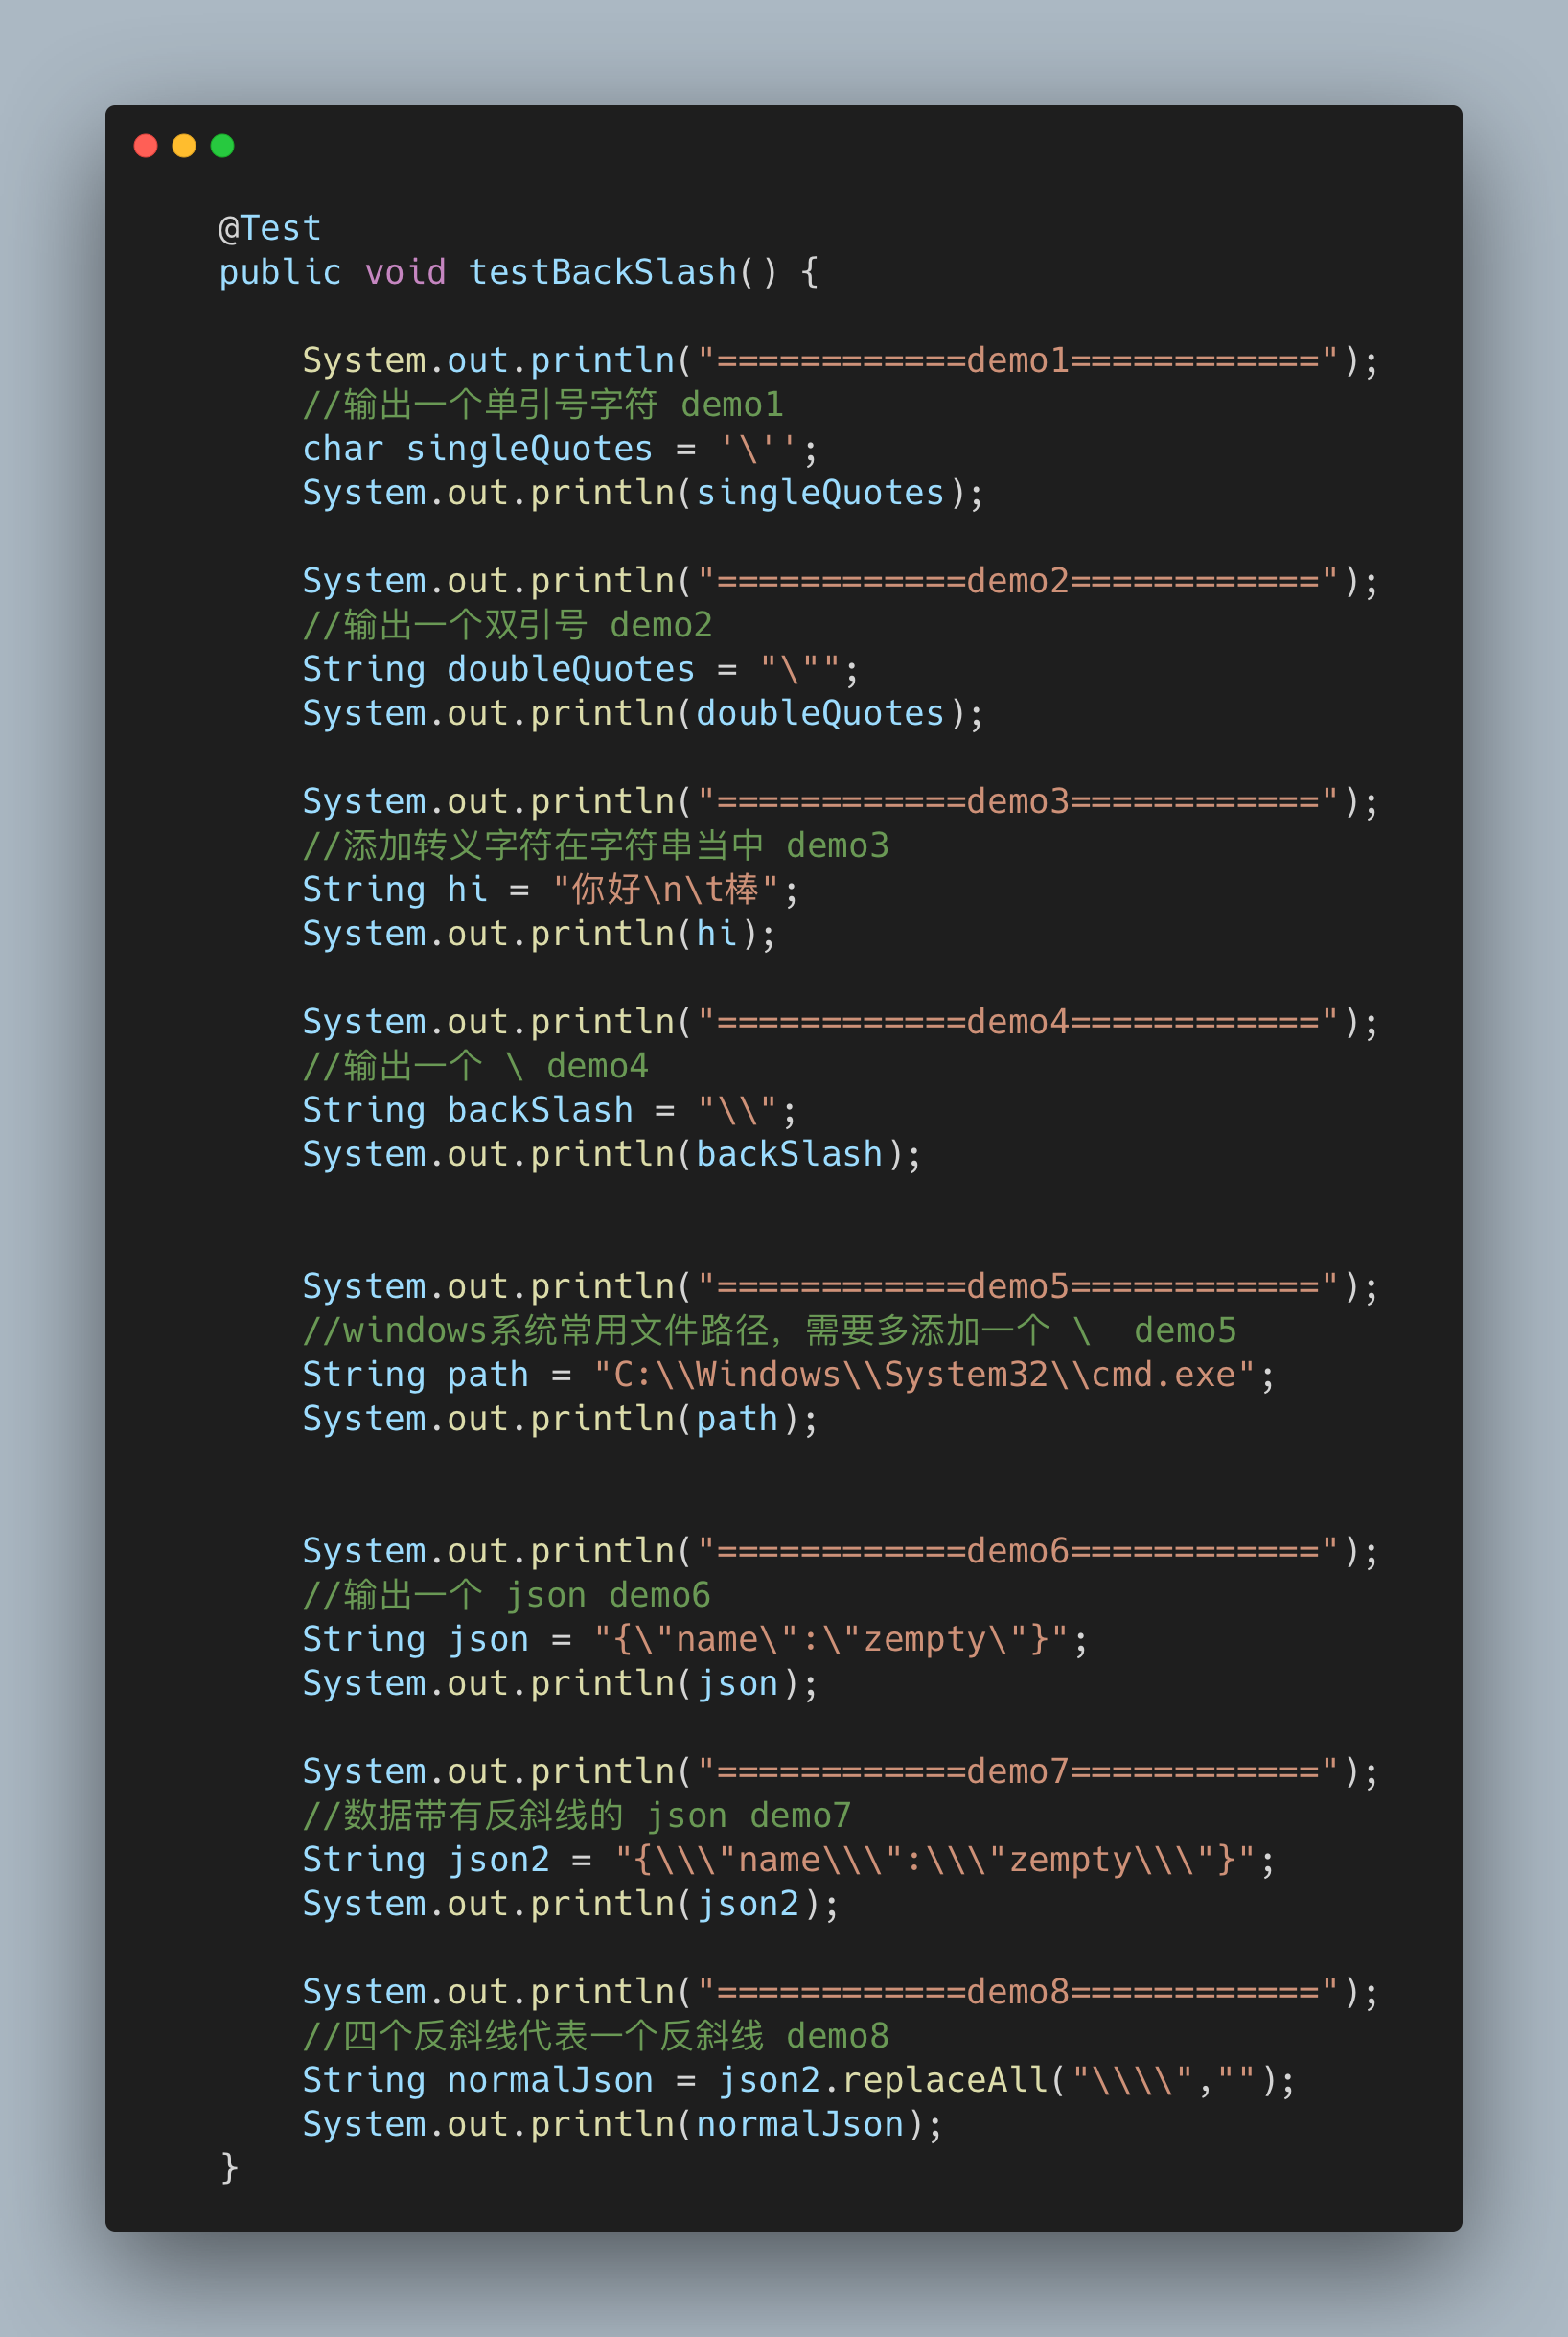 @Test
public void testBackSlash() {
System.out.println("============demo1============");
//输出一个单引号字符 demo1
char singleQuotes = '\'';
System.out.println(singleQuotes);
System.out.println("============demo2============");
//输出一个双引号 demo2
String doubleQuotes = "\"";
System.out.println(doubleQuotes);
System.out.println("============demo3============");
//添加转义字符在字符串当中 demo3
String hi = "你好\n\t棒";
System.out.println(hi);
System.out.println("============demo4============");
//输出一个 \ demo4
String backSlash = "\\";
System.out.println(backSlash);
System.out.println("============demo5============");
//windows系统常用文件路径，需要多添加一个 \  demo5
String path = "C:\\Windows\\System32\\cmd.exe";
System.out.println(path);
System.out.println("============demo6============");
//输出一个 json demo6
String json = "{\"name\":\"zempty\"}";
System.out.println(json);
System.out.println("============demo7============");
//数据带有反斜线的 json demo7
String json2 = "{\\\"name\\\":\\\"zempty\\\"}";
System.out.println(json2);
System.out.println("============demo8============");
//四个反斜线代表一个反斜线 demo8
String normalJson = json2.replaceAll("\\\\","");
System.out.println(normalJson);
}